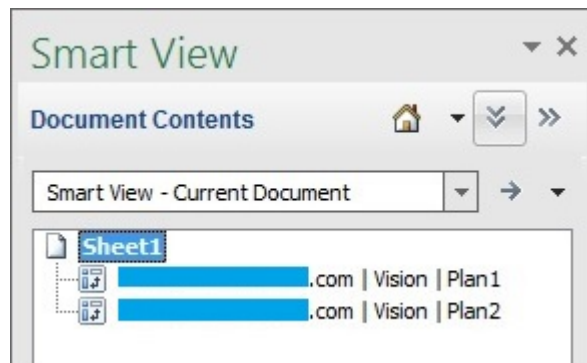 Smart View
Document Contents
Smart View - Current Document
Sheet1
.com | Vision | Plan1
.com | Vision | Plan2